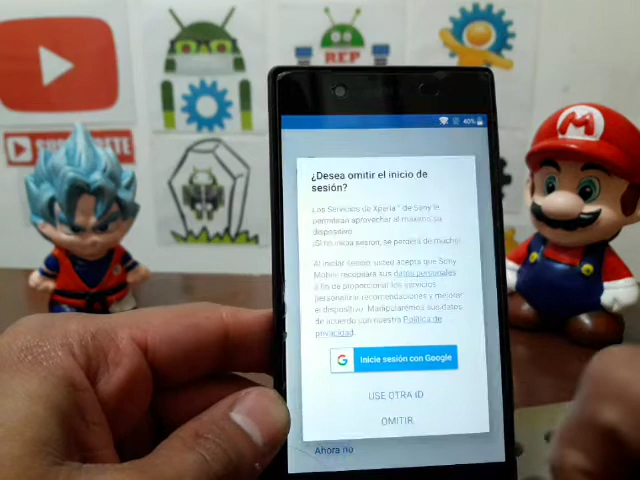 REP
SUSCRIBETE
M
40%
¿Desea omitir el inicio de
sesión?
Los Servicios de Xperia™ de Sony le
permitirán aprovechar al máximo su
dispositivo.
¡Si no inicia sesión, se perderá de mucho!
Al iniciar sesión, usted acepta que Sony
Mobile recopilará sus datos personales
a fin de proporcionar los servicios,
personalizar recomendaciones y mejorar
el dispositivo. Manipularemos sus datos
de acuerdo con nuestra Política de
privacidad.
G Inicie sesión con Google
USE OTRA ID
OMITIR
Ahora no